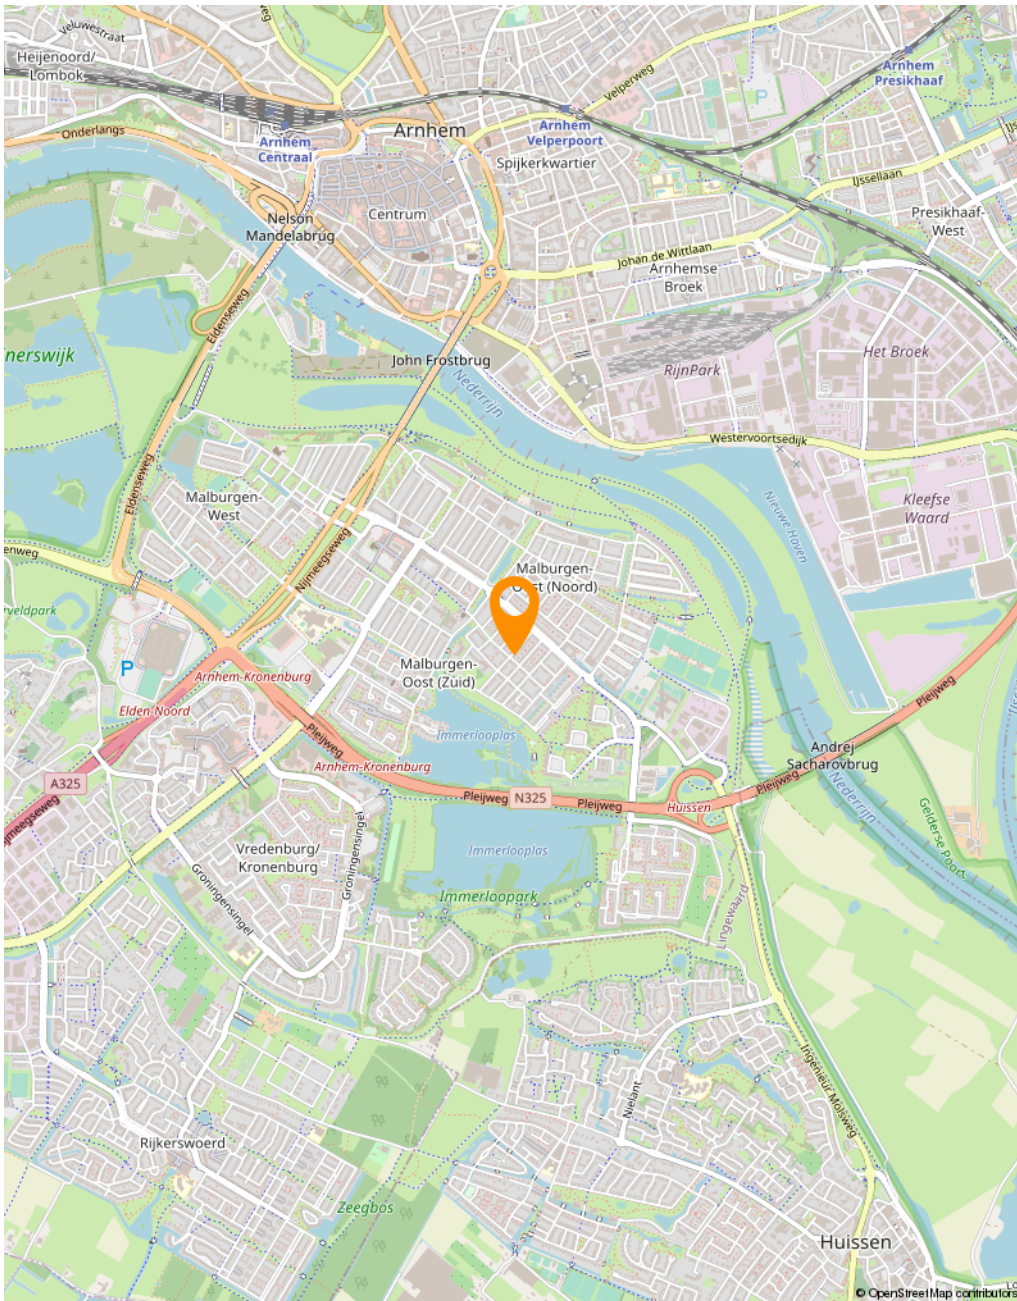 Veluwestraat
Heijenoord/
Lombok
Onderlangs
Arnhem
Centraal
Arnhem
Velperweg
Arnhem
Velperpoort
Arnhem
Presikhaaf
P
Spijkerkwartier
IJssellaan
Presikhaaf-
West
Nelson
Mandelabrug
Centrum
Johan de Wittlaan
Arnhemse
Broek
Eldenseweg
John Frostbrug
Nederrijn
RijnPark
Het Broek
Westervoortsedijk
Eldenseweg
Malburgen-
West
Nieuwe Haven
Kleefse
Waard
Nijmeegseweg
Malburgen-
Oost (Noord)
P
Malburgen-
Oost (Zuid)
Arnhem-Kronenburg
Elden-Noord
Pleijweg
Immerlooplas
Pleijweg
Andrej
Sacharovbrug
A325
Arnhem-Kronenburg
Pleijweg
N325
Pleijweg
Huissen
Pleijweg
Nederrijn
Gelderse Poort
Vredenburg/
Kronenburg
Groningensingel
Groningensingel
Immerlooplas
Immerloopark
Lingewaard
Ingenieur Molsweg
Nielant
Rijkerswoerd
Zeegbos
Huissen
© OpenStreetMap contributors